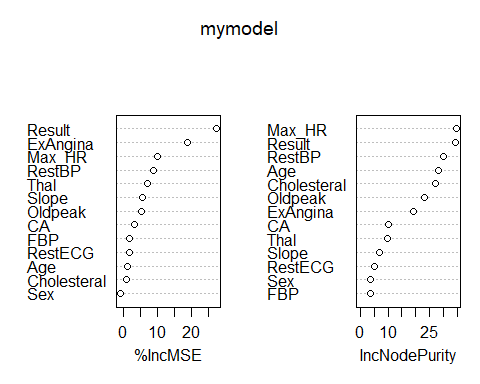 mymodel
Result
ExAngina
Max_HR
RestBP
Thal
Slope
Oldpeak
CA
FBP
RestECG
Age
Cholesteral
Sex
0 10 20
%IncMSE
Max_HR
Result
RestBP
Age
Cholesteral
Oldpeak
ExAngina
CA
Thal
Slope
RestECG
Sex
FBP
0 10 25
IncNodePurity